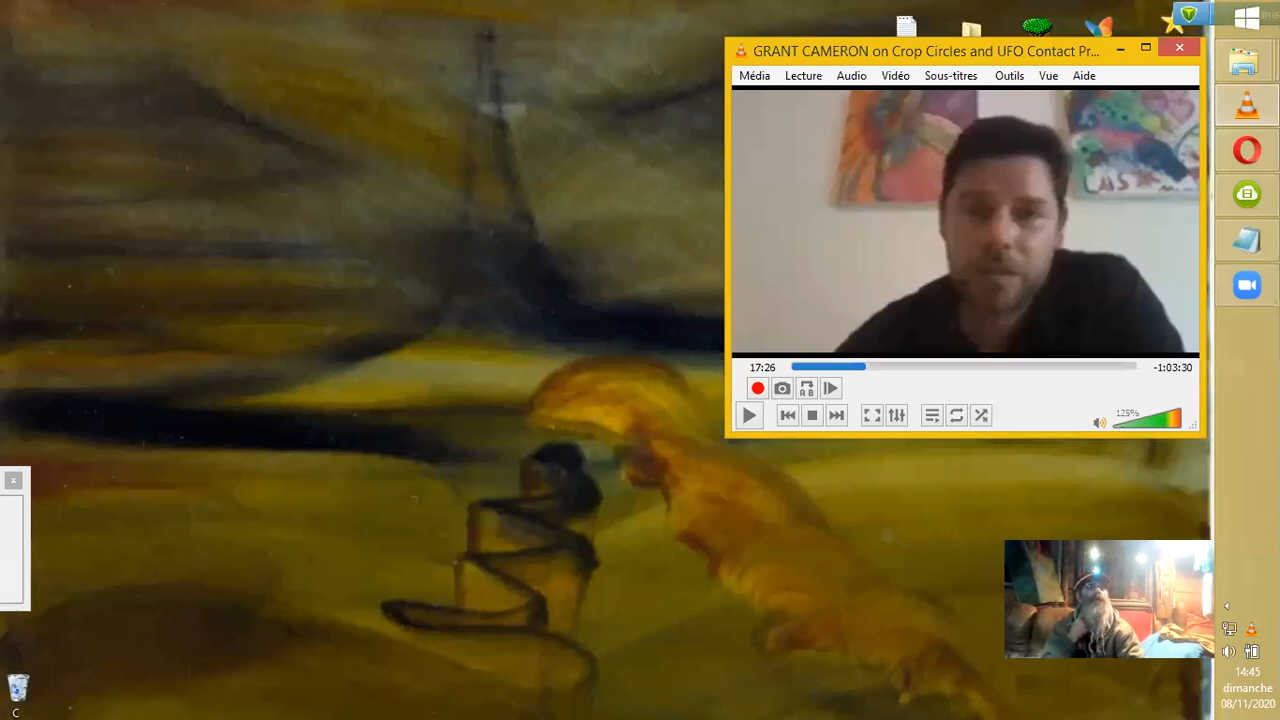 GRANT CAMERON on Crop Circles and UFO Contact Pr...
Média Lecture Audio Vidéo Sous-titres Outils Vue Aide
17:26
-1:03:30
125%
x
C
14:45
dimanche
08/11/2020